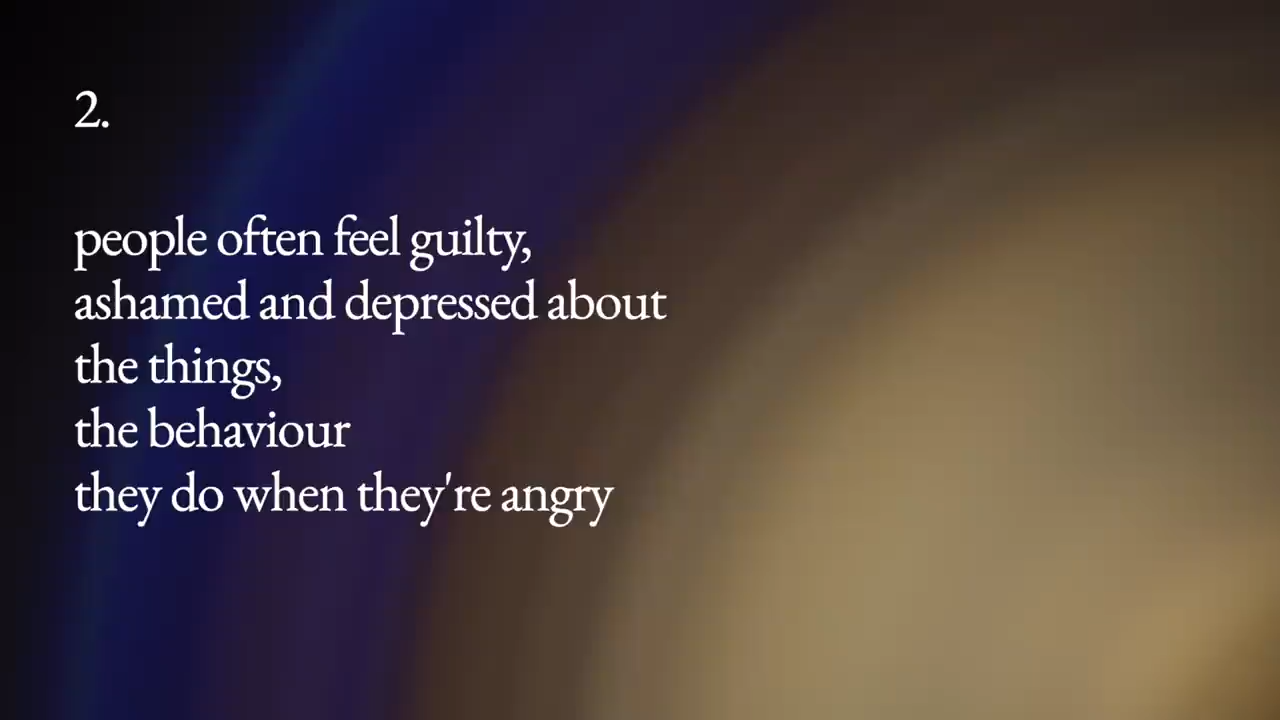 2.
people often feel guilty,
ashamed and depressed about
the things,
the behaviour
they do when they're angry